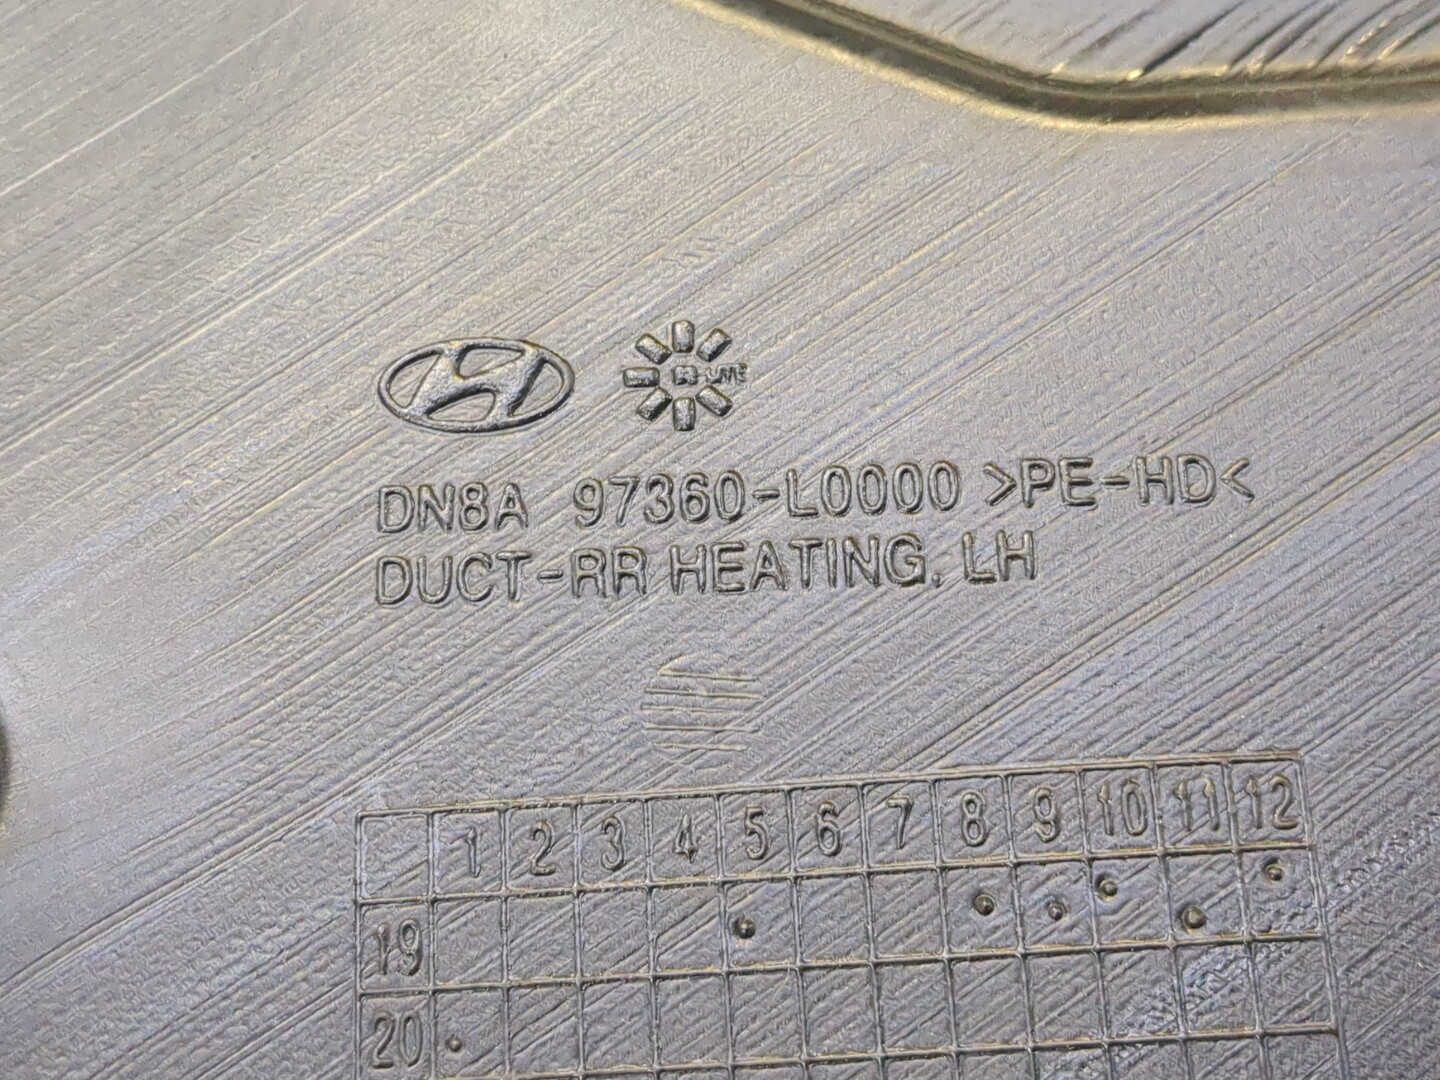 DN8A 97360-L0000 >PE-HD<
DUCT-RR HEATING, LH
1 2 3 4 5 6 7 8 9 10 11 12
19
20